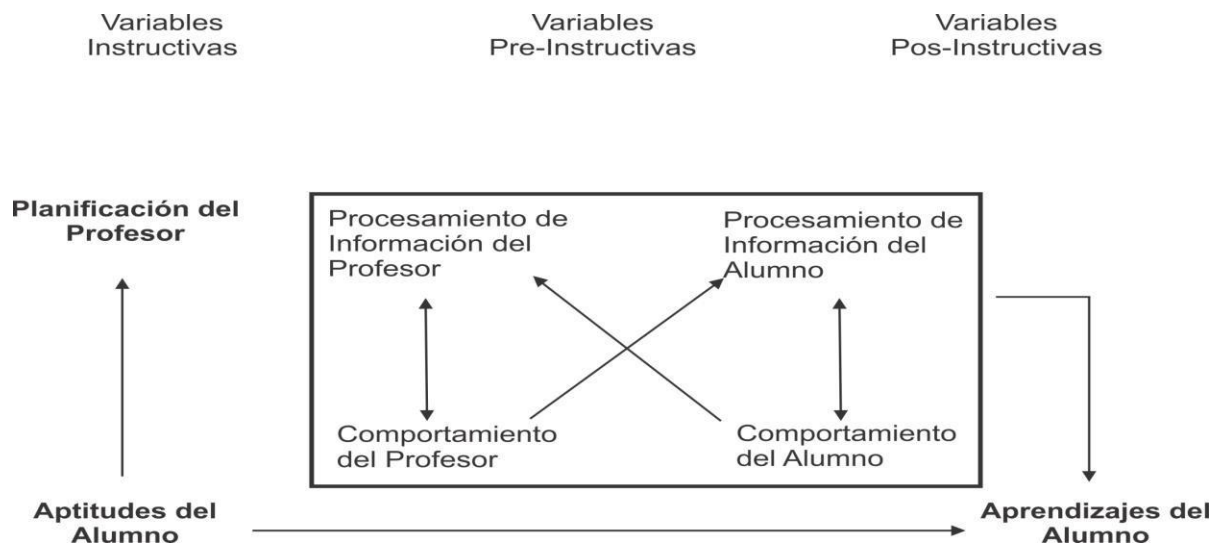 Variables
Instructivas
Variables
Pre-Instructivas
Variables
Pos-Instructivas
Planificación del
Profesor
Procesamiento de
Información del
Profesor
Procesamiento de
Información del
Alumno
Comportamiento
del Profesor
Comportamiento
del Alumno
Aptitudes del
Alumno
Aprendizajes del
Alumno